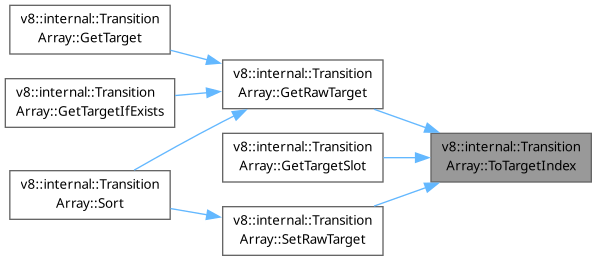 v8::internal::Transition
Array::GetTarget
v8::internal::Transition
Array::GetTargetIfExists
v8::internal::Transition
Array::Sort
v8::internal::Transition
Array::GetRawTarget
v8::internal::Transition
Array::GetTargetSlot
v8::internal::Transition
Array::SetRawTarget
v8::internal::Transition
Array::ToTargetIndex